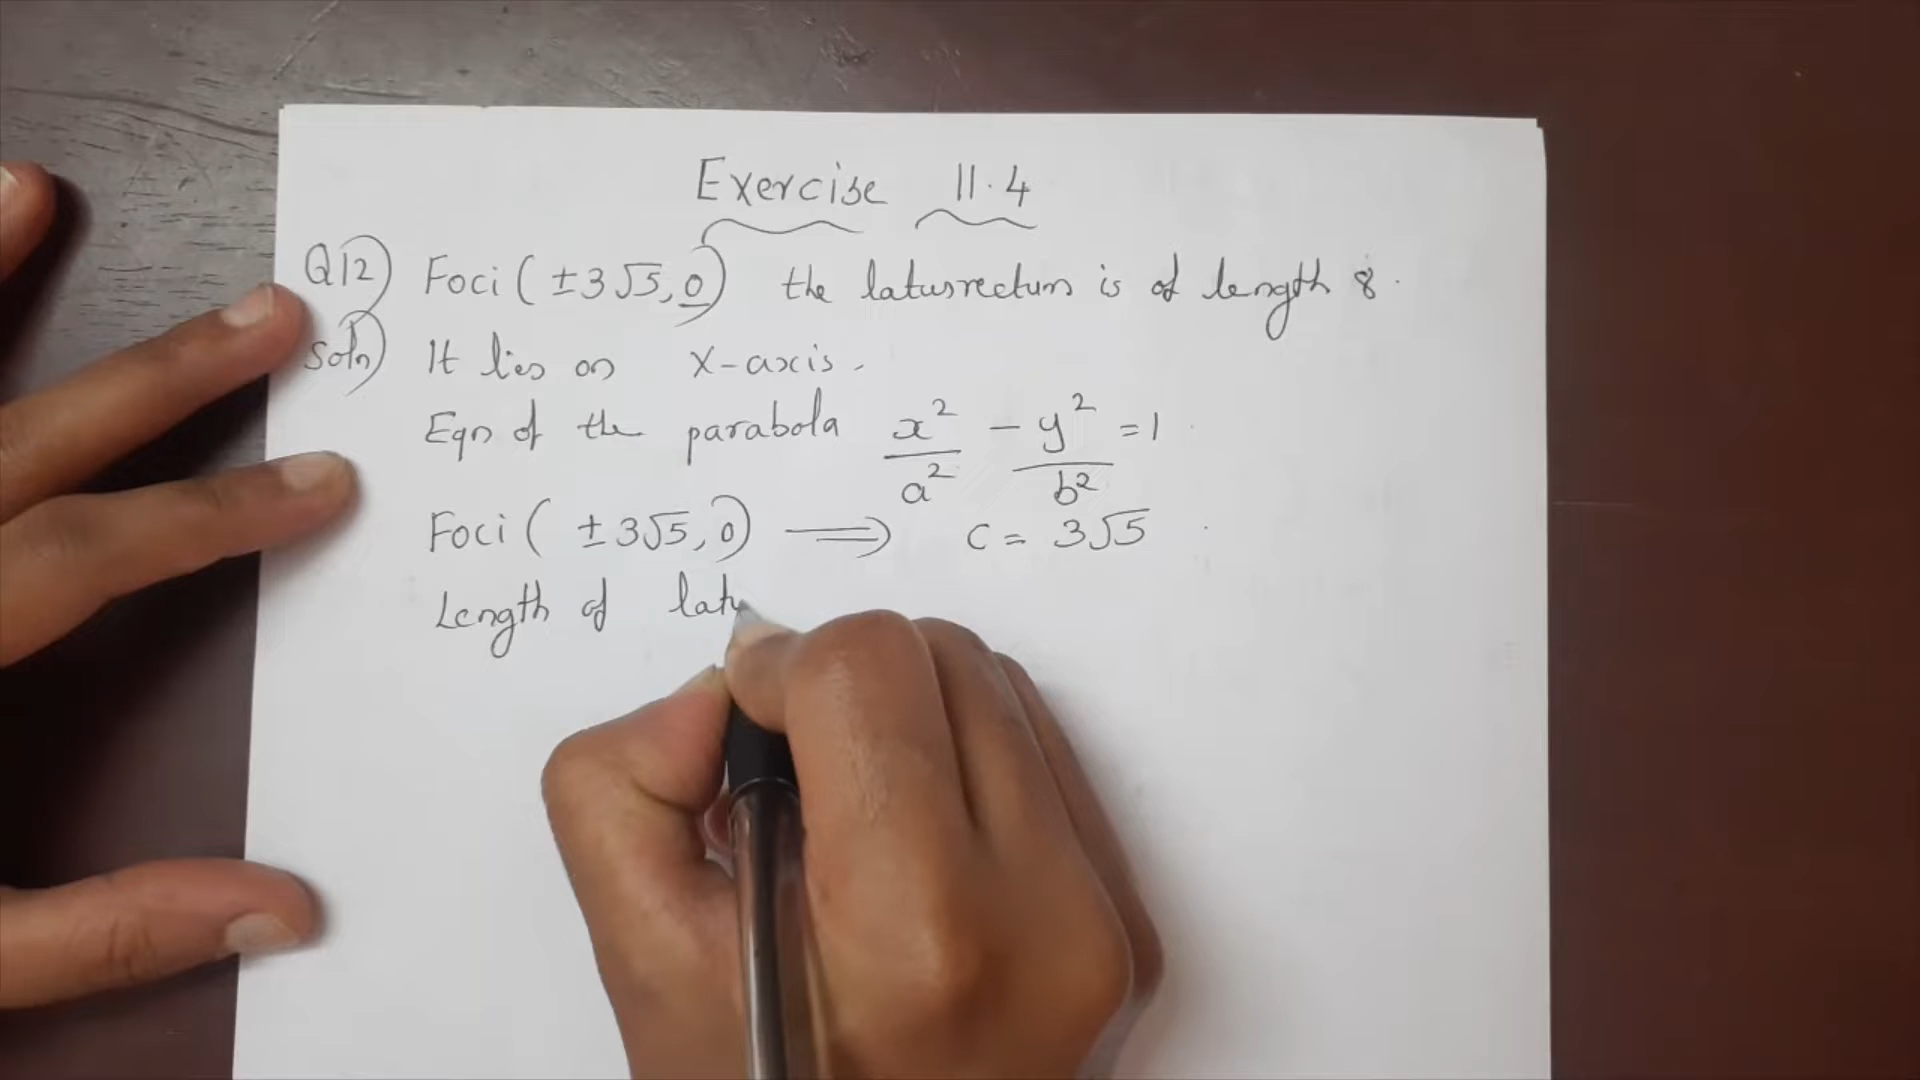 Exercise 11.4
Q12) Foci (±3√5, 0) the latusrectum is of length 8.
Soln) It lies on X-axis.
Eqn of the parabola x²/a² - y²/b² = 1
Foci (±3√5, 0) ⟹ c = 3√5
Length of latu